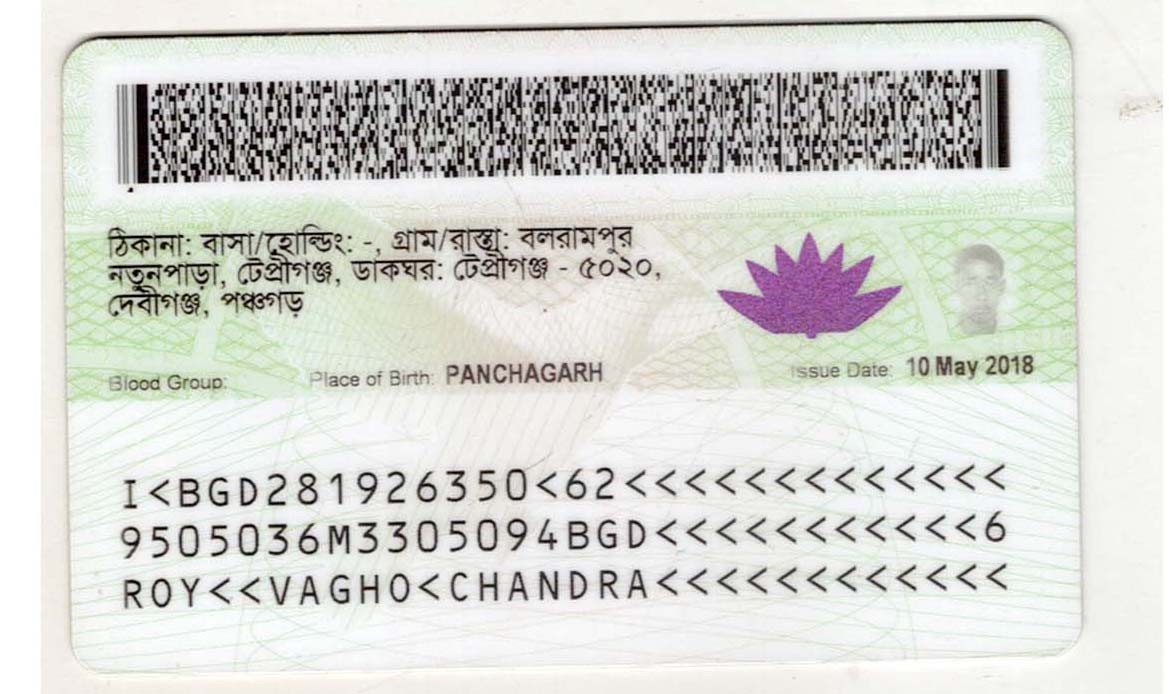 ঠিকানা: বাসা/হোল্ডিং: -, গ্রাম/রাস্তা: বলরামপুর
নতুনপাড়া, টেপ্রীগঞ্জ, ডাকঘর: টেপ্রীগঞ্জ - ৫০২০,
দেবীগঞ্জ, পঞ্চগড়
Blood Group: Place of Birth: PANCHAGARH Issue Date: 10 May 2018
I<BGD281926350<62<<<<<<<<<<<<<
9505036M3305094BGD<<<<<<<<<<<6
ROY<<VAGHO<CHANDRA<<<<<<<<<<<<